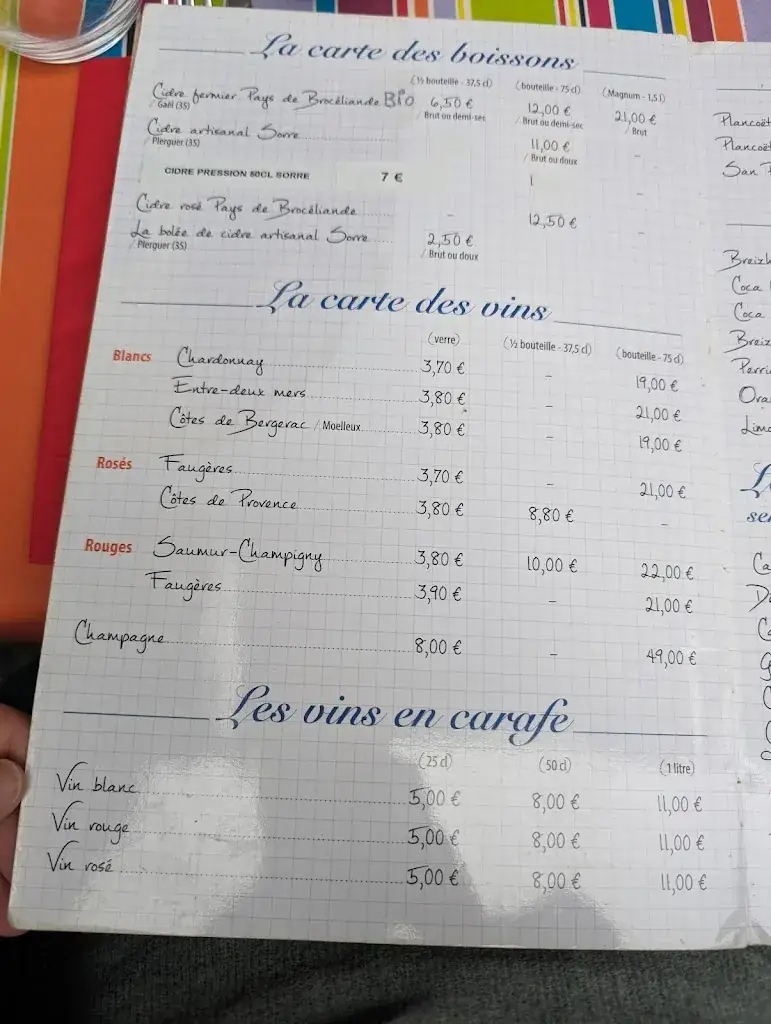 La carte des boissons
(½ bouteille - 37,5 cl) (bouteille - 75 cl) (Magnum - 1,5 l)
Cidre fermier Pays de Brocéliande BIO 6,50 € 12,00 € 21,00 €
/ Gaël (35) / Brut ou demi-sec / Brut ou demi-sec / Brut
Cidre artisanal Sorre 11,00 € -
/ Plerguer (35) / Brut ou doux
CIDRE PRESSION 50CL SORRE 7 €
Cidre rosé Pays de Brocéliande - 12,50 € -
La bolée de cidre artisanal Sorre 2,50 €
/ Plerguer (35) / Brut ou doux
La carte des vins
(verre) (½ bouteille - 37,5 cl) (bouteille - 75 cl)
Blancs Chardonnay 3,70 € - 19,00 €
Entre-deux mers 3,80 € - 21,00 €
Côtes de Bergerac / Moelleux 3,80 € - 19,00 €
Rosés Faugères 3,70 € - 21,00 €
Côtes de Provence 3,80 € 8,80 € -
Rouges Saumur-Champigny 3,80 € 10,00 € 22,00 €
Faugères 3,90 € - 21,00 €
Champagne 8,00 € - 49,00 €
Les vins en carafe
(25 cl) (50 cl) (1 litre)
Vin blanc 5,00 € 8,00 € 11,00 €
Vin rouge 5,00 € 8,00 € 11,00 €
Vin rosé 5,00 € 8,00 € 11,00 €
Plancoët
Plancoët
San
Coca
Coca